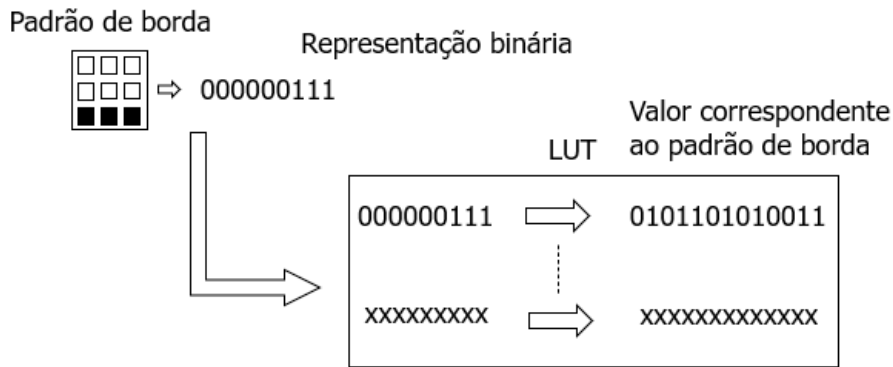 Padrão de borda
Representação binária
000000111
Valor correspondente
LUT ao padrão de borda
000000111 0101101010011
xxxxxxxxx xxxxxxxxxxxxx